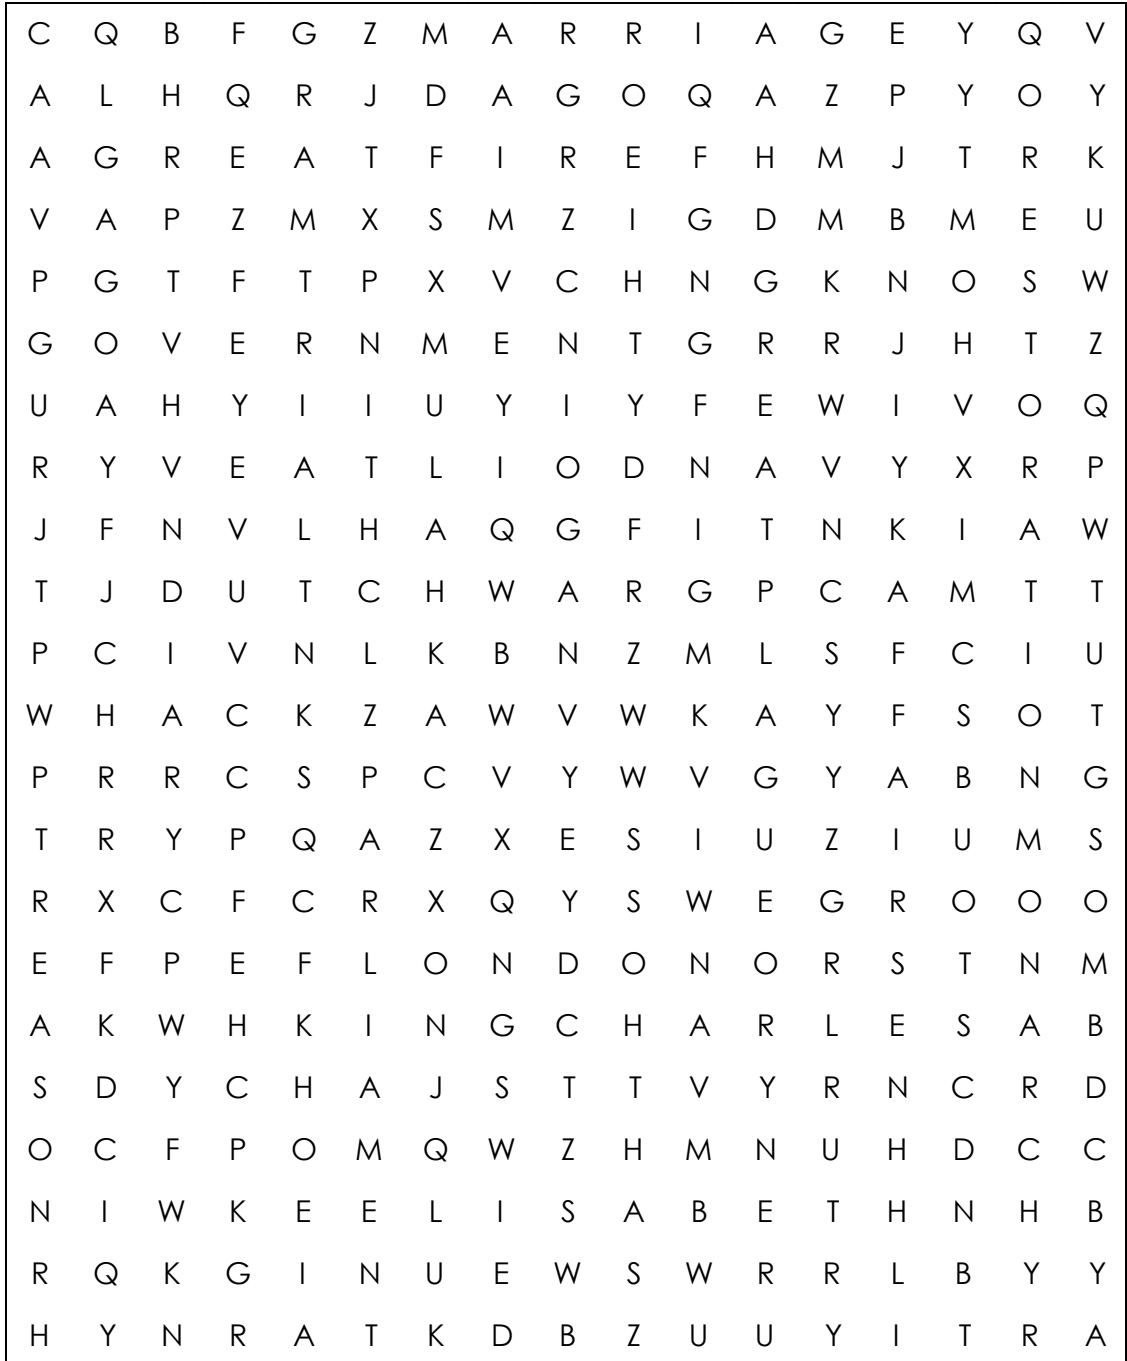 C Q B F G Z M A R R I A G E Y Q V
A L H Q R J D A G O Q A Z P Y O Y
A G R E A T F I R E F H M J T R K
V A P Z M X S M Z I G D M B M E U
P G T F T P X V C H N G K N O S W
G O V E R N M E N T G R R J H T Z
U A H Y I I U Y I Y F E W I V O Q
R Y V E A T L I O D N A V Y X R P
J F N V L H A Q G F I T N K I A W
T J D U T C H W A R G P C A M T T
P C I V N L K B N Z M L S F C I U
W H A C K Z A W V W K A Y F S O T
P R R C S P C V Y W V G Y A B N G
T R Y P Q A Z X E S I U Z I U M S
R X C F C R X Q Y S W E G R O O O
E F P E F L O N D O N O R S T N M
A K W H K I N G C H A R L E S A B
S D Y C H A J S T T V Y R N C R D
O C F P O M Q W Z H M N U H D C C
N I W K E E L I S A B E T H N H B
R Q K G I N U E W S W R R L B Y Y
H Y N R A T K D B Z U U Y I T R A